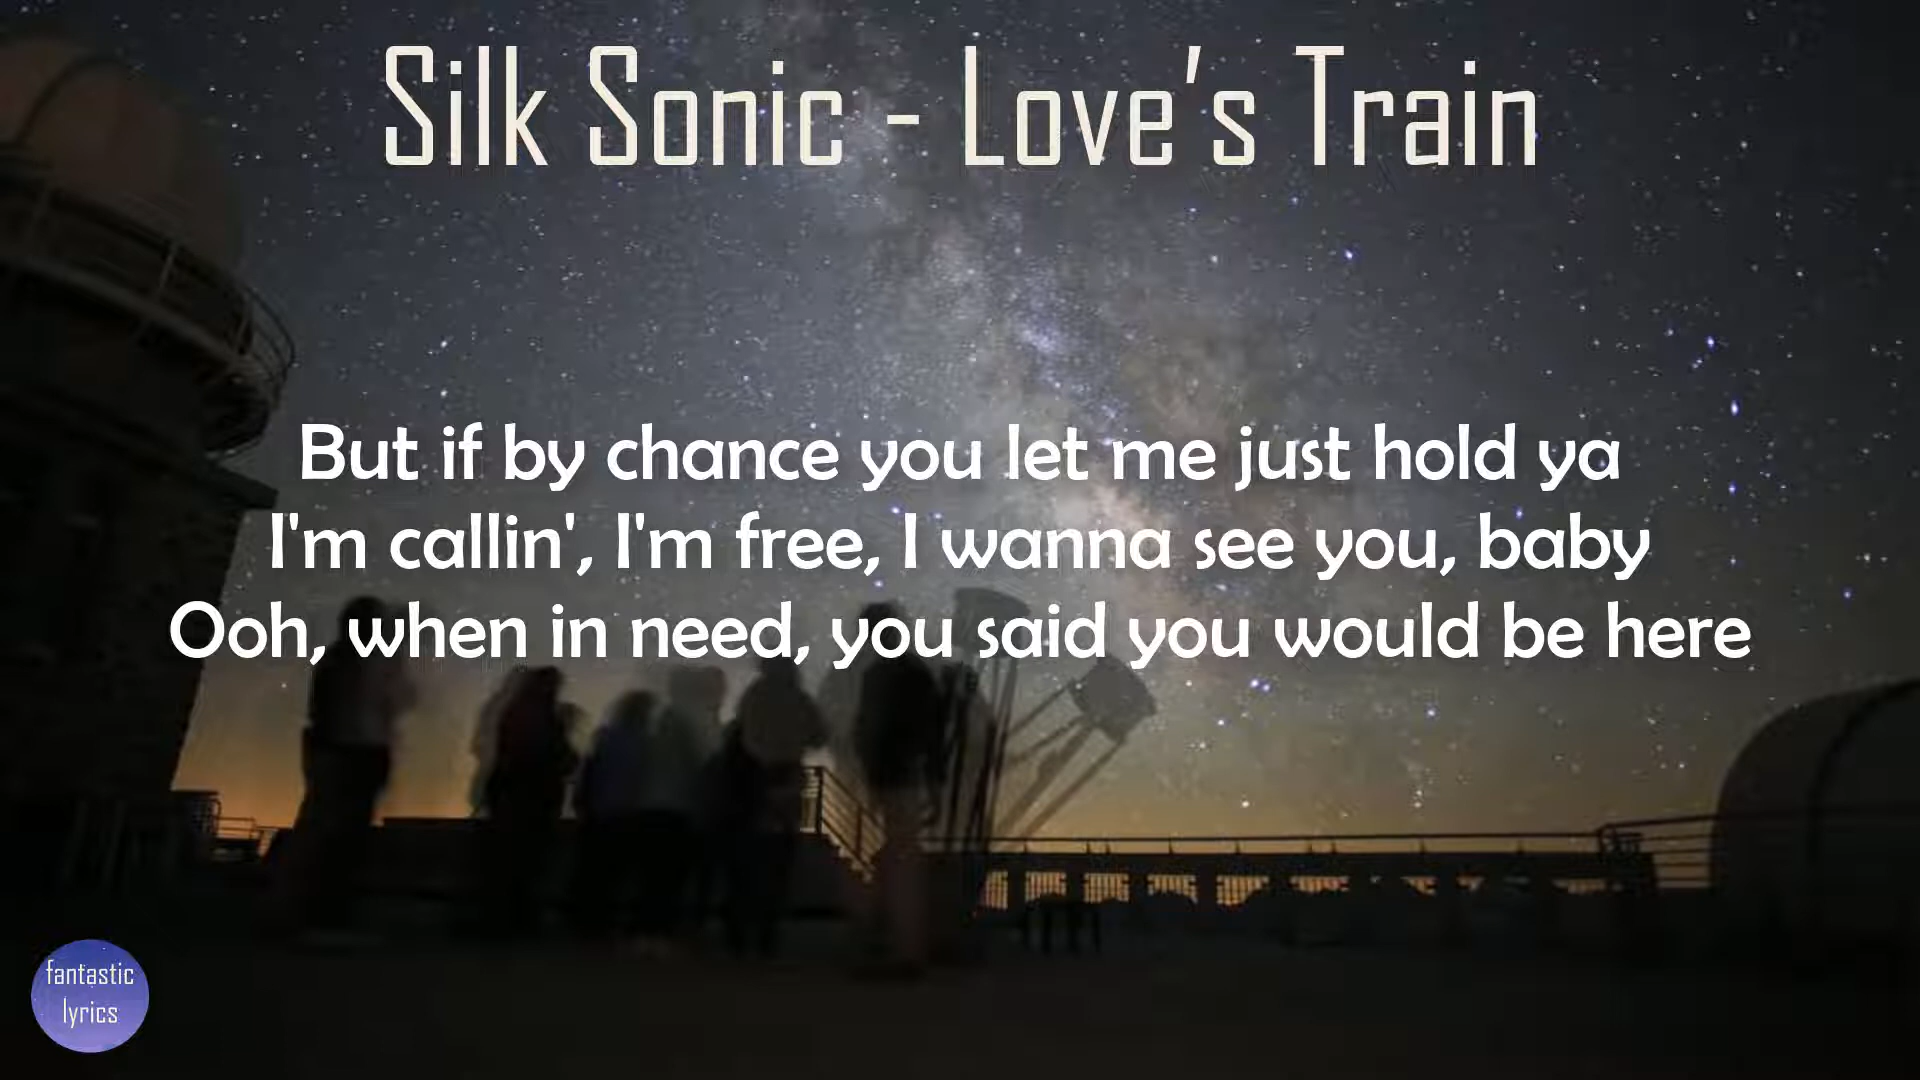 Silk Sonic - Love's Train
But if by chance you let me just hold ya
I'm callin', I'm free, I wanna see you, baby
Ooh, when in need, you said you would be here
fantastic
lyrics